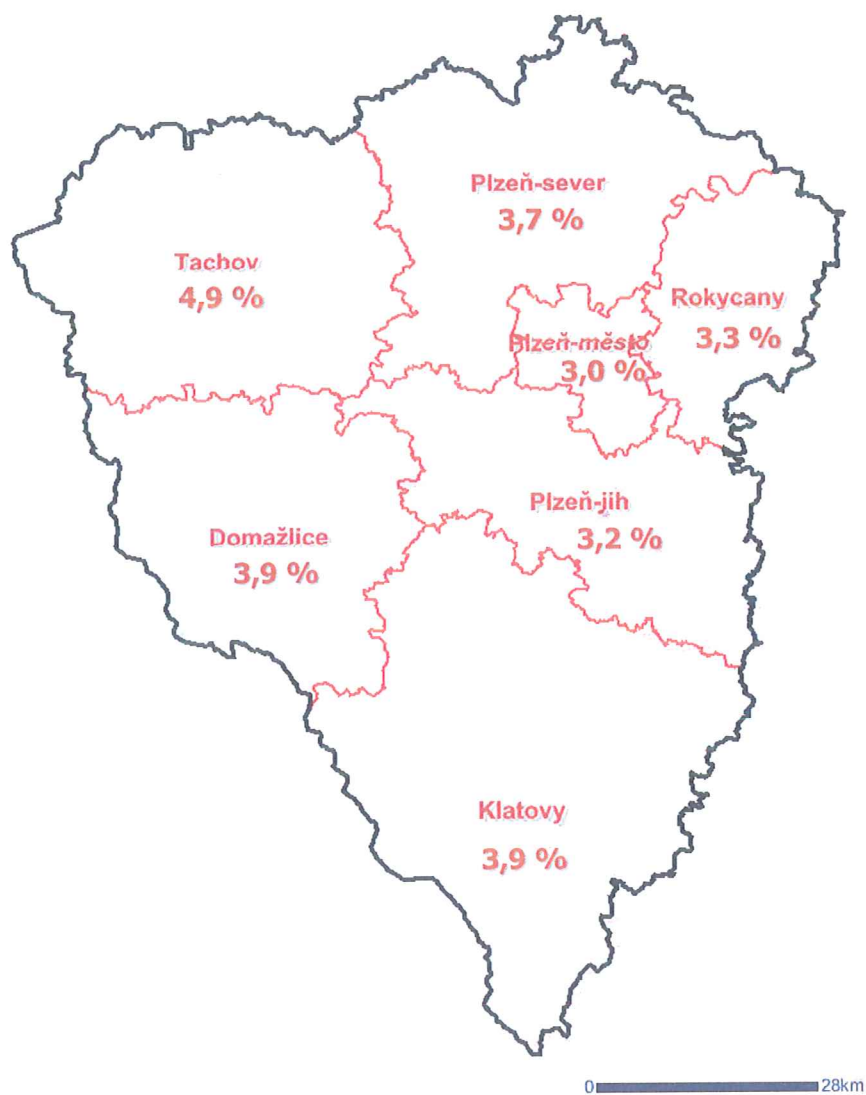 Plzeň-sever
3,7 %
Tachov
4,9 %
Rokycany
3,3 %
Plzeň-město
3,0 %
Plzeň-jih
3,2 %
Domažlice
3,9 %
Klatovy
3,9 %
0 28km